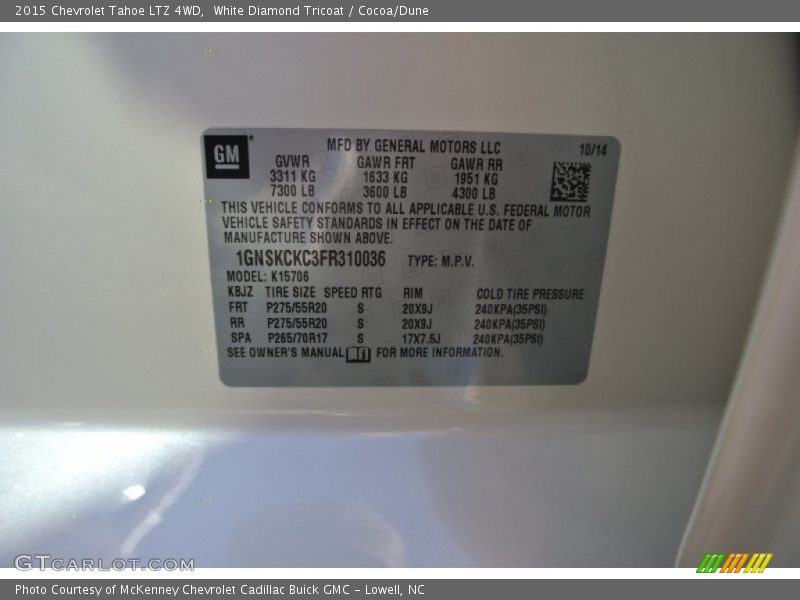 2015 Chevrolet Tahoe LTZ 4WD, White Diamond Tricoat / Cocoa/Dune
GM
MFD BY GENERAL MOTORS LLC 10/14
GVWR GAWR FRT GAWR RR
3311 KG 1633 KG 1951 KG
7300 LB 3600 LB 4300 LB
THIS VEHICLE CONFORMS TO ALL APPLICABLE U.S. FEDERAL MOTOR
VEHICLE SAFETY STANDARDS IN EFFECT ON THE DATE OF
MANUFACTURE SHOWN ABOVE.
1GNSKCKC3FR310036 TYPE: M.P.V.
MODEL: K15706
KBJZ TIRE SIZE SPEED RTG RIM COLD TIRE PRESSURE
FRT P275/55R20 S 20X9J 240KPA(35PSI)
RR P275/55R20 S 20X9J 240KPA(35PSI)
SPA P265/70R17 S 17X7.5J 240KPA(35PSI)
SEE OWNER'S MANUAL FOR MORE INFORMATION.
GTCARLOT.COM
Photo Courtesy of McKenney Chevrolet Cadillac Buick GMC - Lowell, NC